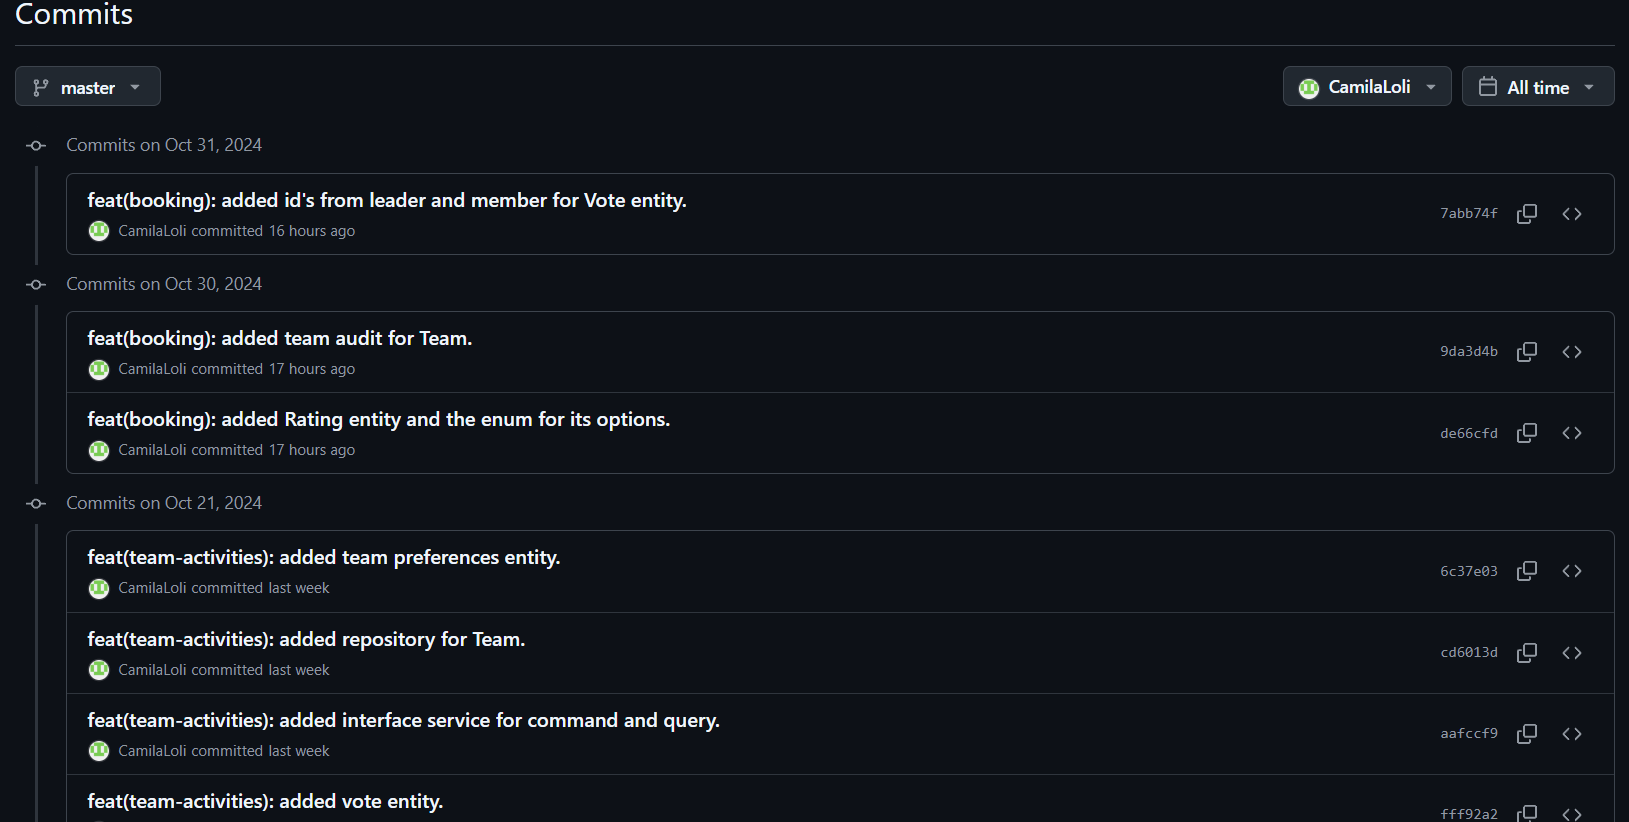 Commits
master
CamilaLoli
All time
Commits on Oct 31, 2024
feat(booking): added id's from leader and member for Vote entity.
CamilaLoli committed 16 hours ago
7abb74f
Commits on Oct 30, 2024
feat(booking): added team audit for Team.
CamilaLoli committed 17 hours ago
9da3d4b
feat(booking): added Rating entity and the enum for its options.
CamilaLoli committed 17 hours ago
de66cfd
Commits on Oct 21, 2024
feat(team-activities): added team preferences entity.
CamilaLoli committed last week
6c37e03
feat(team-activities): added repository for Team.
CamilaLoli committed last week
cd6013d
feat(team-activities): added interface service for command and query.
CamilaLoli committed last week
aafccf9
feat(team-activities): added vote entity.
fff92a2